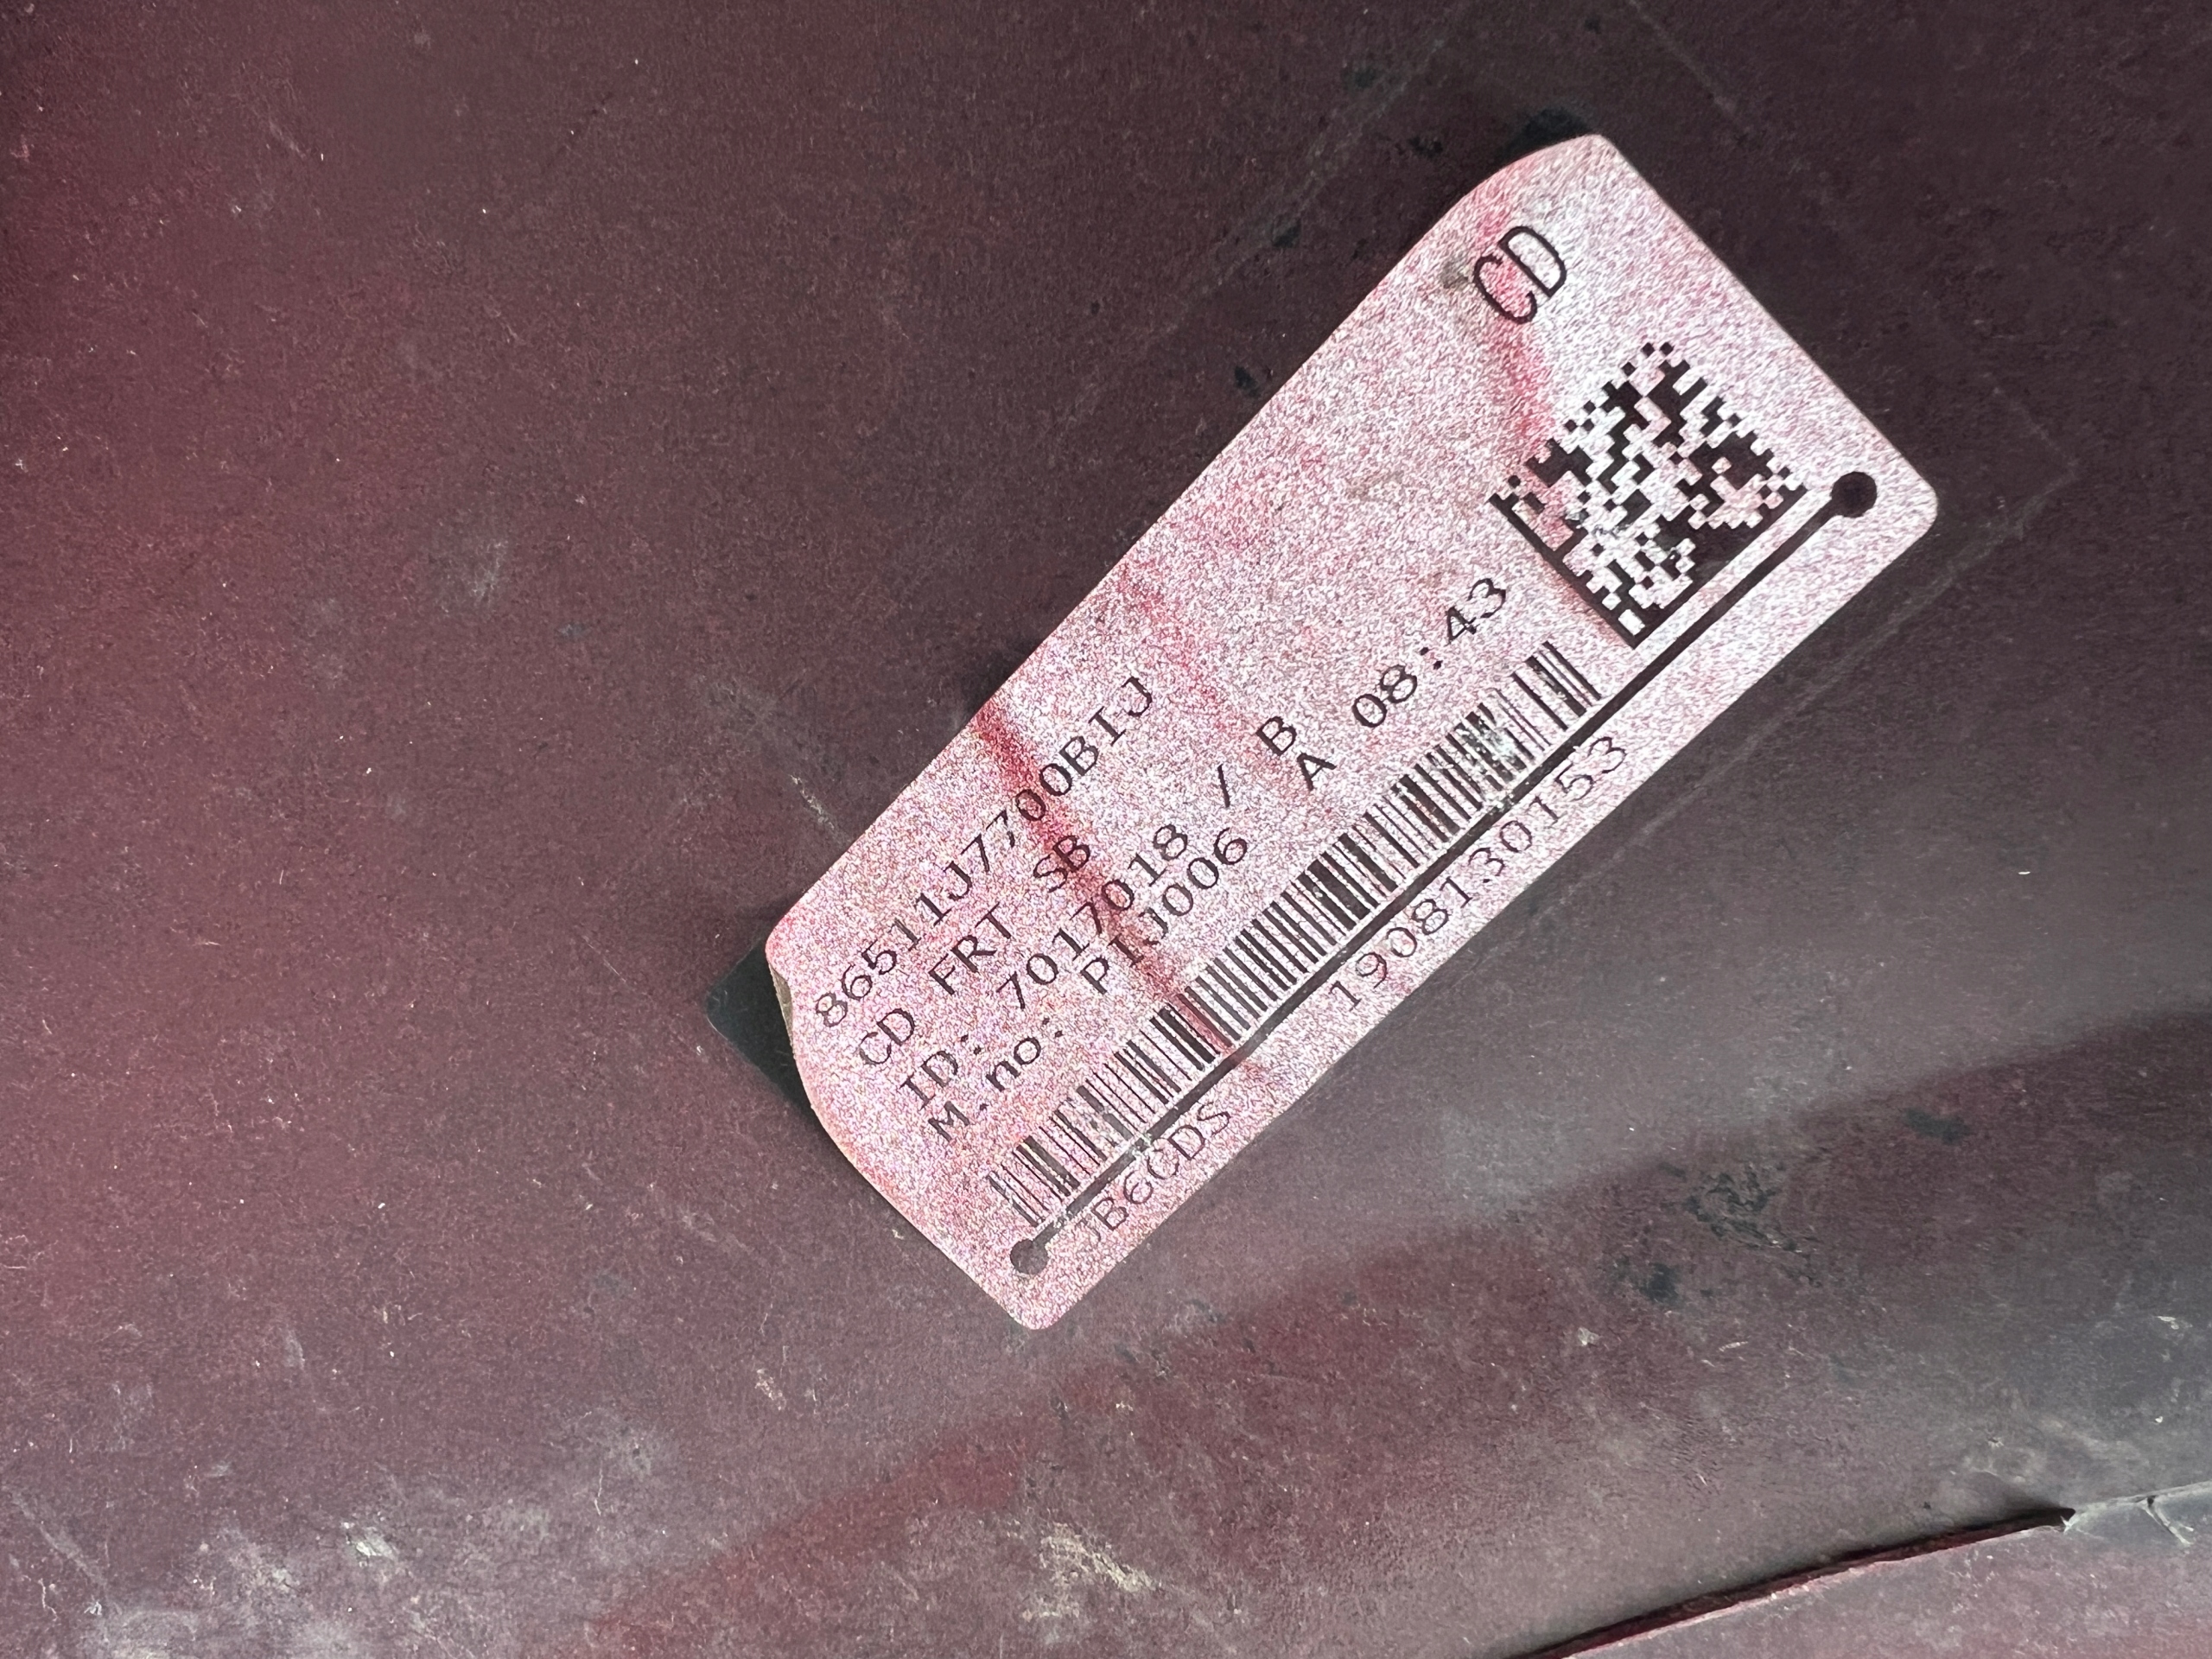 CD
86511J7700BIJ
CD FRT SB
ID: 7017018 / B
M.no: PIJ006 A 08:43
JB6CDS 1908130153